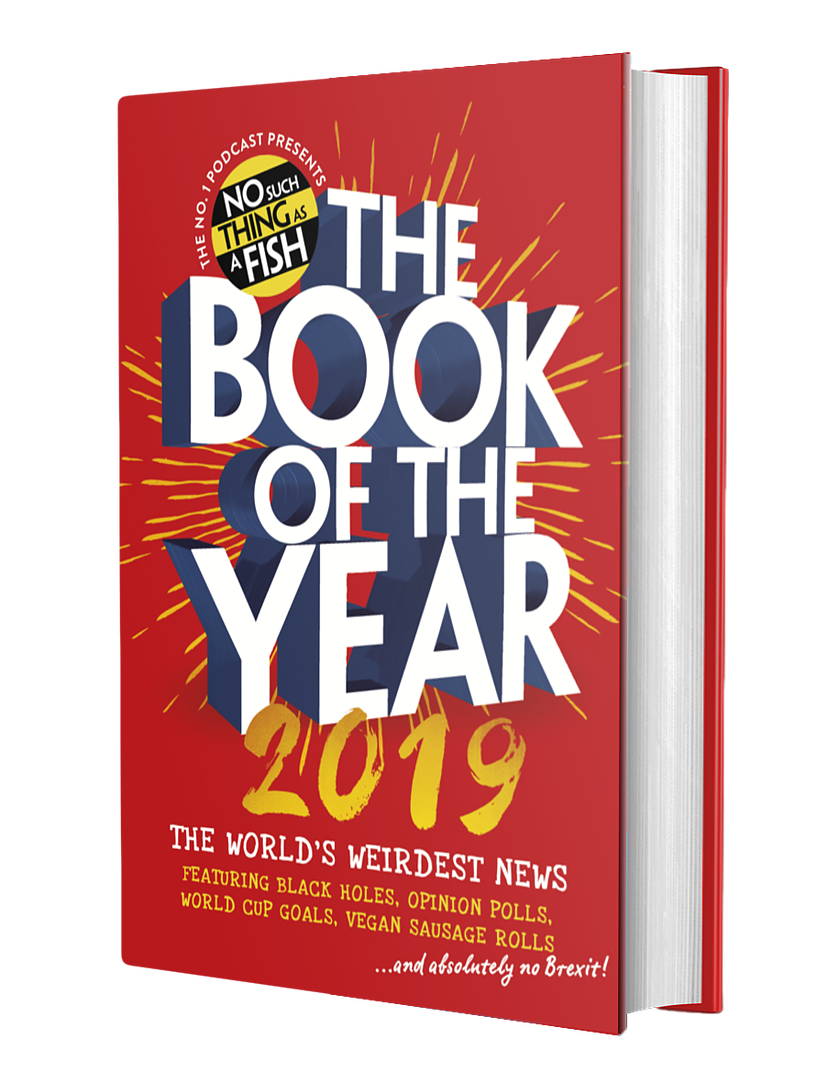 THE NO. 1 PODCAST PRESENTS
NO SUCH
THING AS
A FISH
THE
BOOK
OF THE
YEAR
2019
THE WORLD'S WEIRDEST NEWS
FEATURING BLACK HOLES, OPINION POLLS,
WORLD CUP GOALS, VEGAN SAUSAGE ROLLS
...and absolutely no Brexit!